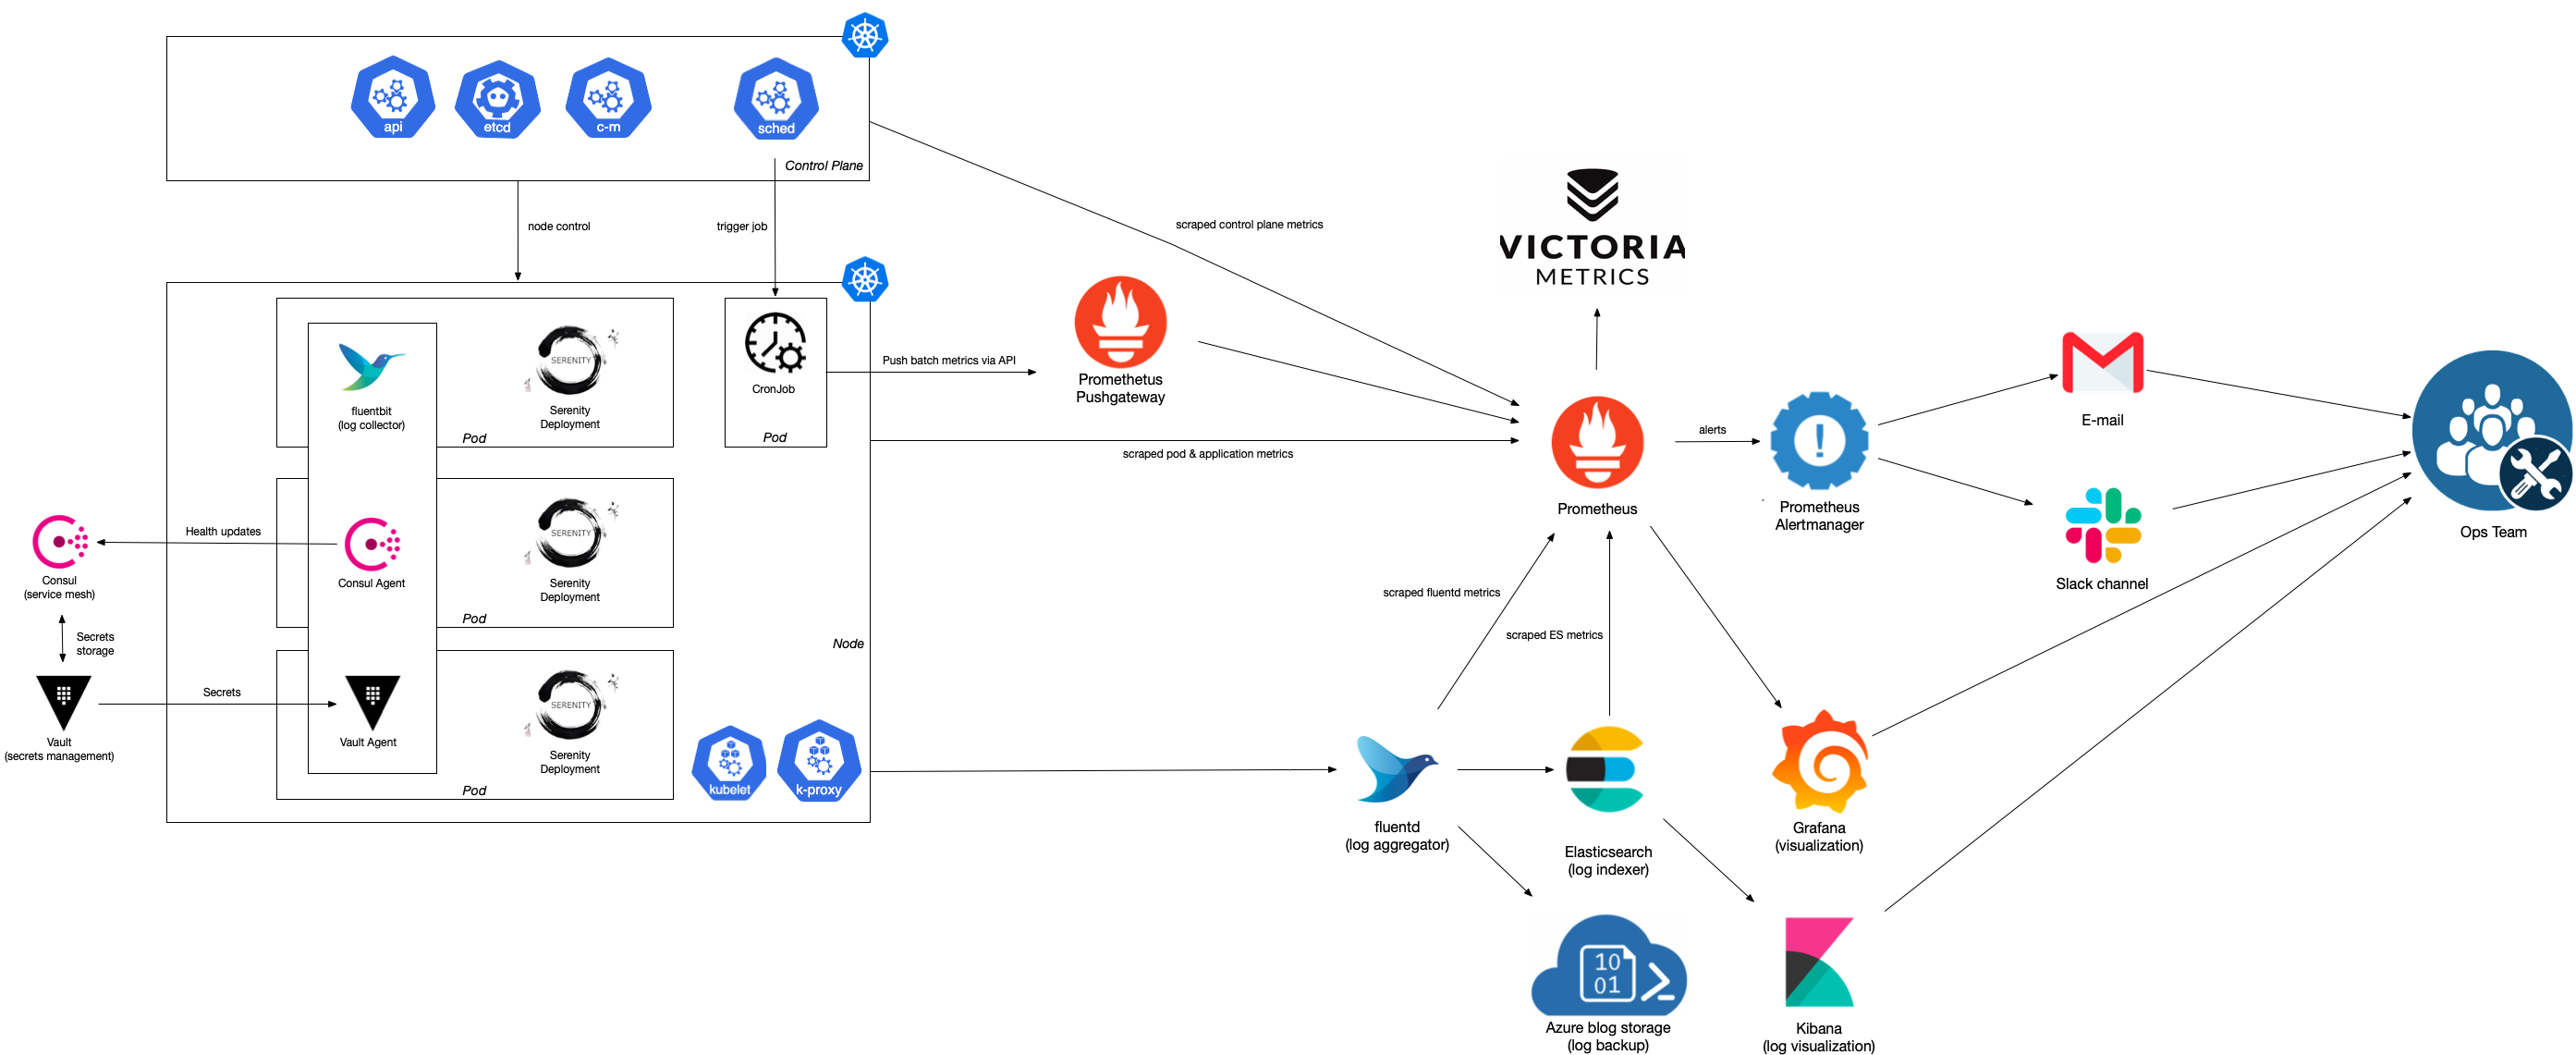 api
etcd
c-m
sched
Control Plane
node control
trigger job
scraped control plane metrics
VICTORIA
METRICS
SERENITY
fluentbit
(log collector)
Serenity
Deployment
Pod
CronJob
Pod
Push batch metrics via API
Promethetus
Pushgateway
scraped pod & application metrics
Prometheus
alerts
Prometheus
Alertmanager
E-mail
Slack channel
Ops Team
Health updates
Consul
(service mesh)
Consul Agent
SERENITY
Serenity
Deployment
Pod
Node
Secrets
storage
Secrets
Vault
(secrets management)
Vault Agent
SERENITY
Serenity
Deployment
Pod
kubelet
k-proxy
scraped fluentd metrics
scraped ES metrics
fluentd
(log aggregator)
Elasticsearch
(log indexer)
Grafana
(visualization)
10
01
Azure blog storage
(log backup)
Kibana
(log visualization)